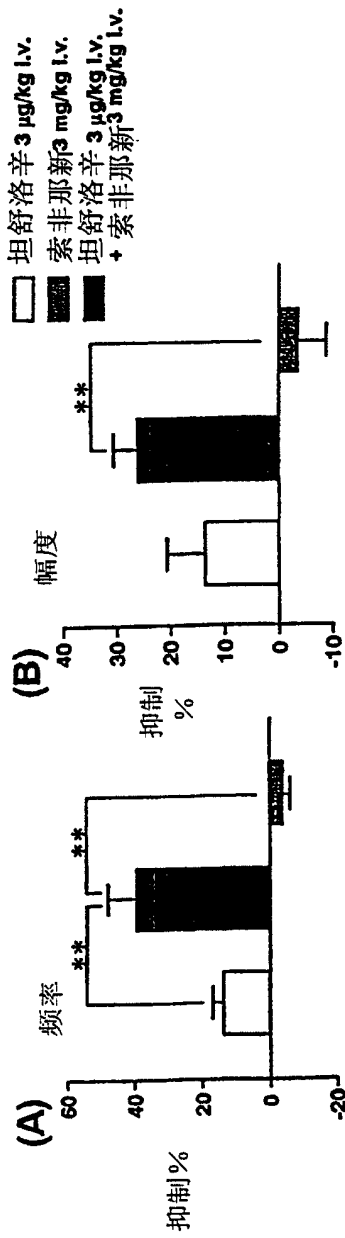 (A)
频率
抑制%
60
40
20
0
-20
**
**
(B)
幅度
抑制
%
40
30
20
10
0
-10
**
坦舒洛辛 3 μg/kg i.v.
索非那新3 mg/kg i.v.
坦舒洛辛 3 μg/kg i.v.
+ 索非那新3 mg/kg i.v.